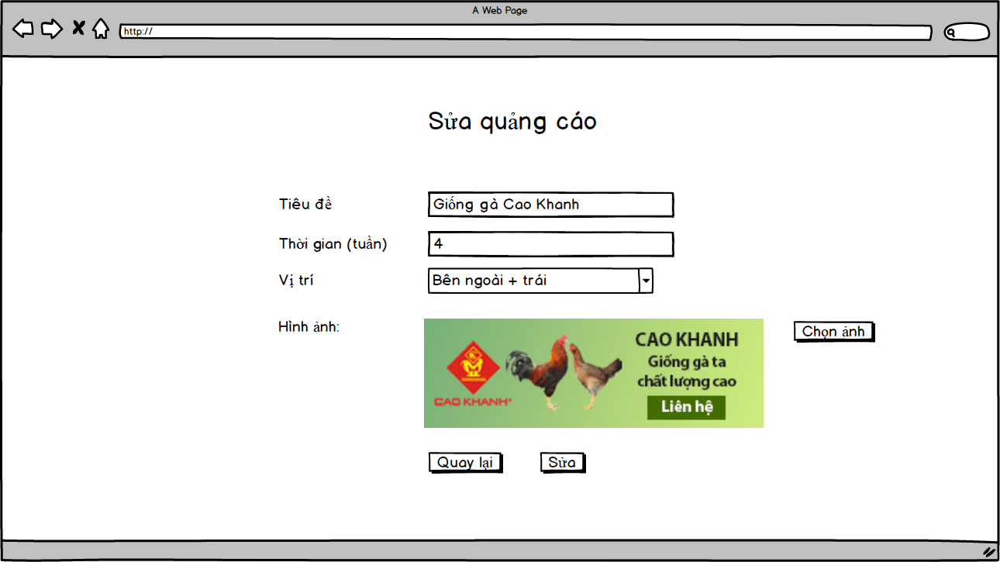 A Web Page
http://
Sửa quảng cáo
Tiêu đề
Giống gà Cao Khanh
Thời gian (tuần)
4
Vị trí
Bên ngoài + trái
Hình ảnh:
CAO KHANH®
CAO KHANH
Giống gà ta
chất lượng cao
Liên hệ
Chọn ảnh
Quay lại
Sửa